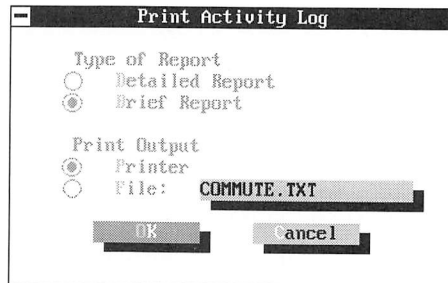 Print Activity Log
Type of Report
Detailed Report
Brief Report
Print Output
Printer
File: COMMUTE.TXT
OK Cancel